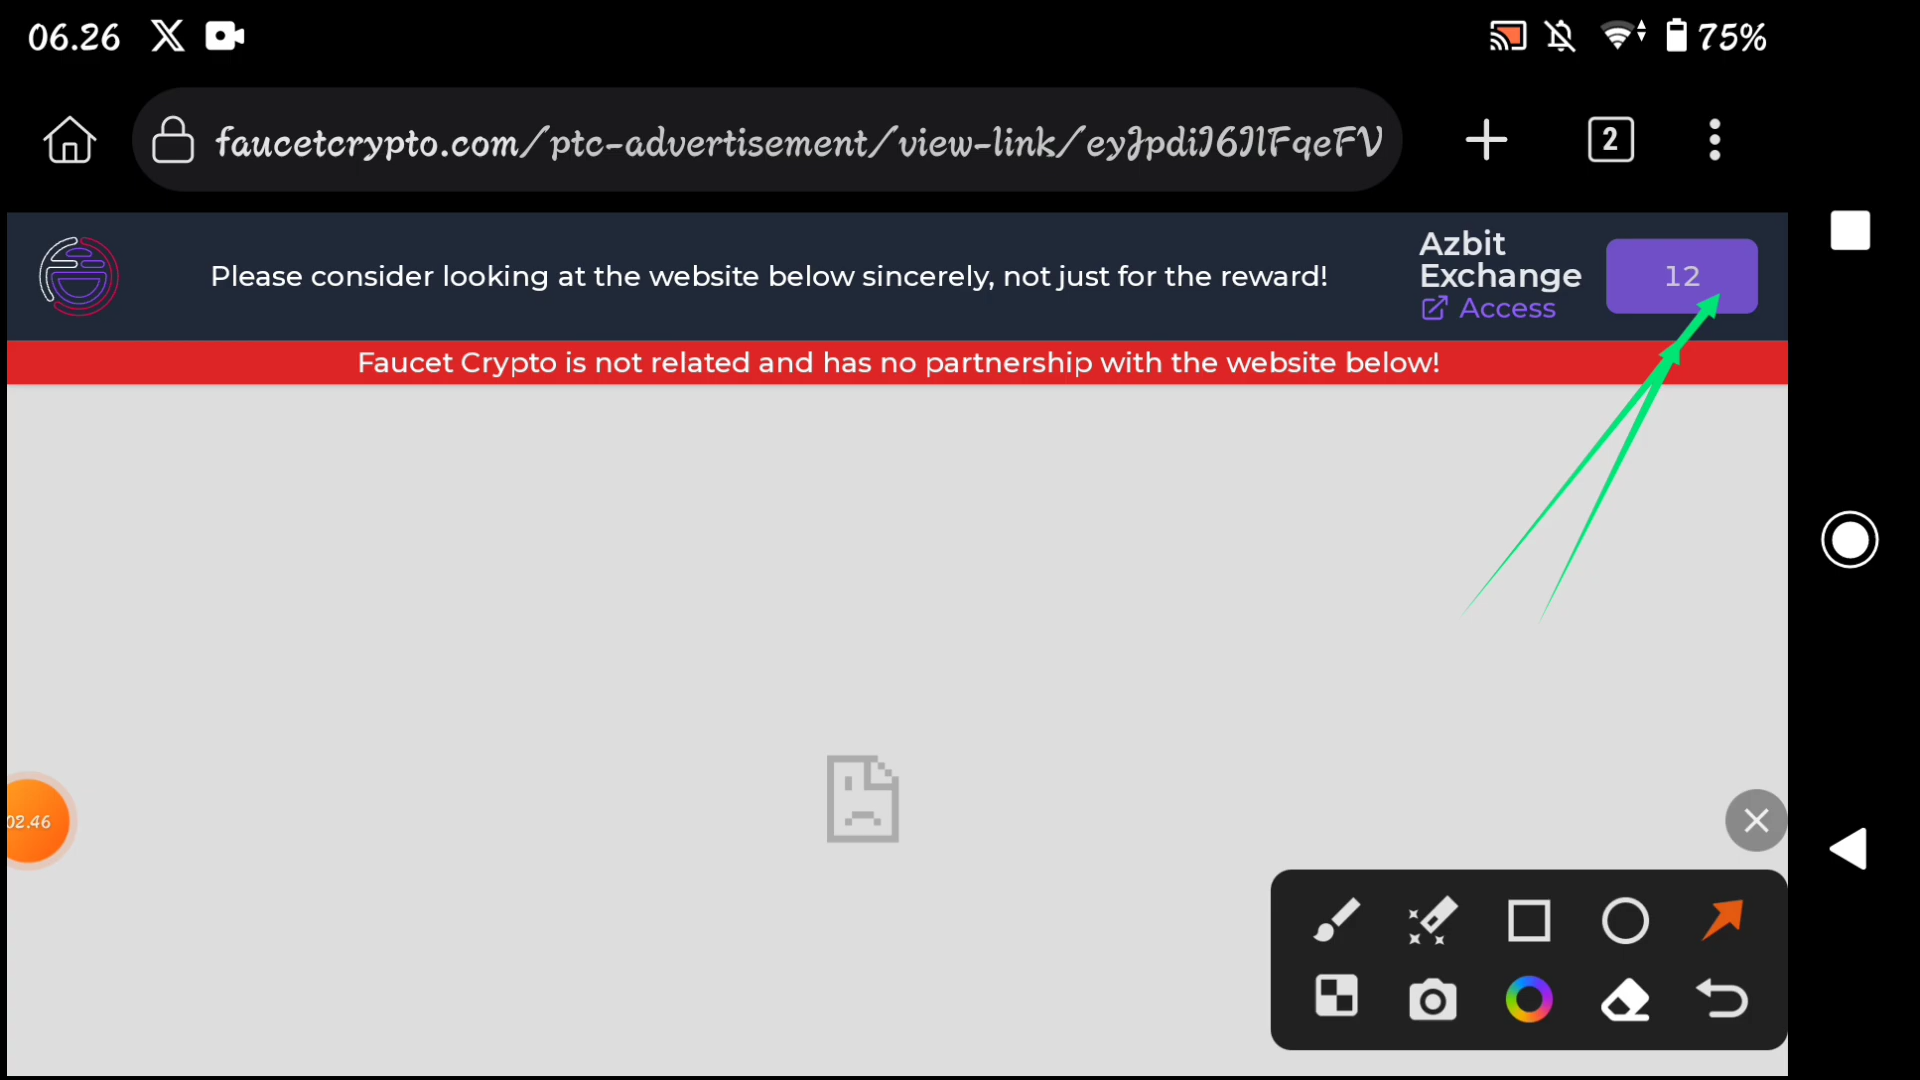 06.26
75%
faucetcrypto.com/ptc-advertisement/view-link/eyJpdiI6IlFqeFV
2
Please consider looking at the website below sincerely, not just for the reward!
Azbit
Exchange
Access
12
Faucet Crypto is not related and has no partnership with the website below!
02.46